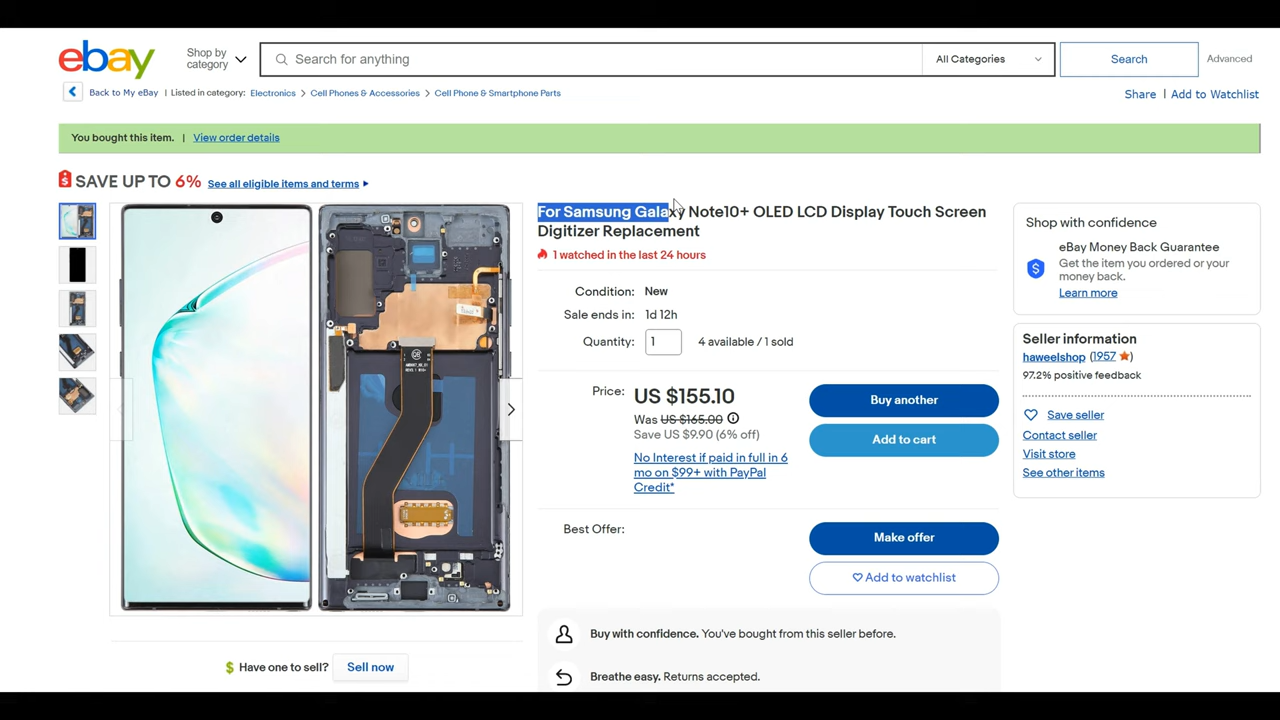 ebay
Shop by
category
Search for anything
All Categories
Search
Advanced
Back to My eBay | Listed in category: Electronics > Cell Phones & Accessories > Cell Phone & Smartphone Parts
Share | Add to Watchlist
You bought this item. | View order details
SAVE UP TO 6% See all eligible items and terms
For Samsung Galaxy Note10+ OLED LCD Display Touch Screen
Digitizer Replacement
1 watched in the last 24 hours
Condition: New
Sale ends in: 1d 12h
Quantity: 1 4 available / 1 sold
Price: US $155.10
Was US $165.00
Save US $9.90 (6% off)
No Interest if paid in full in 6
mo on $99+ with PayPal
Credit*
Buy another
Add to cart
Best Offer:
Make offer
Add to watchlist
Buy with confidence. You've bought from this seller before.
Breathe easy. Returns accepted.
Shop with confidence
eBay Money Back Guarantee
Get the item you ordered or your
money back.
Learn more
Seller information
haweelshop (1957)
97.2% positive feedback
Save seller
Contact seller
Visit store
See other items
Have one to sell? Sell now